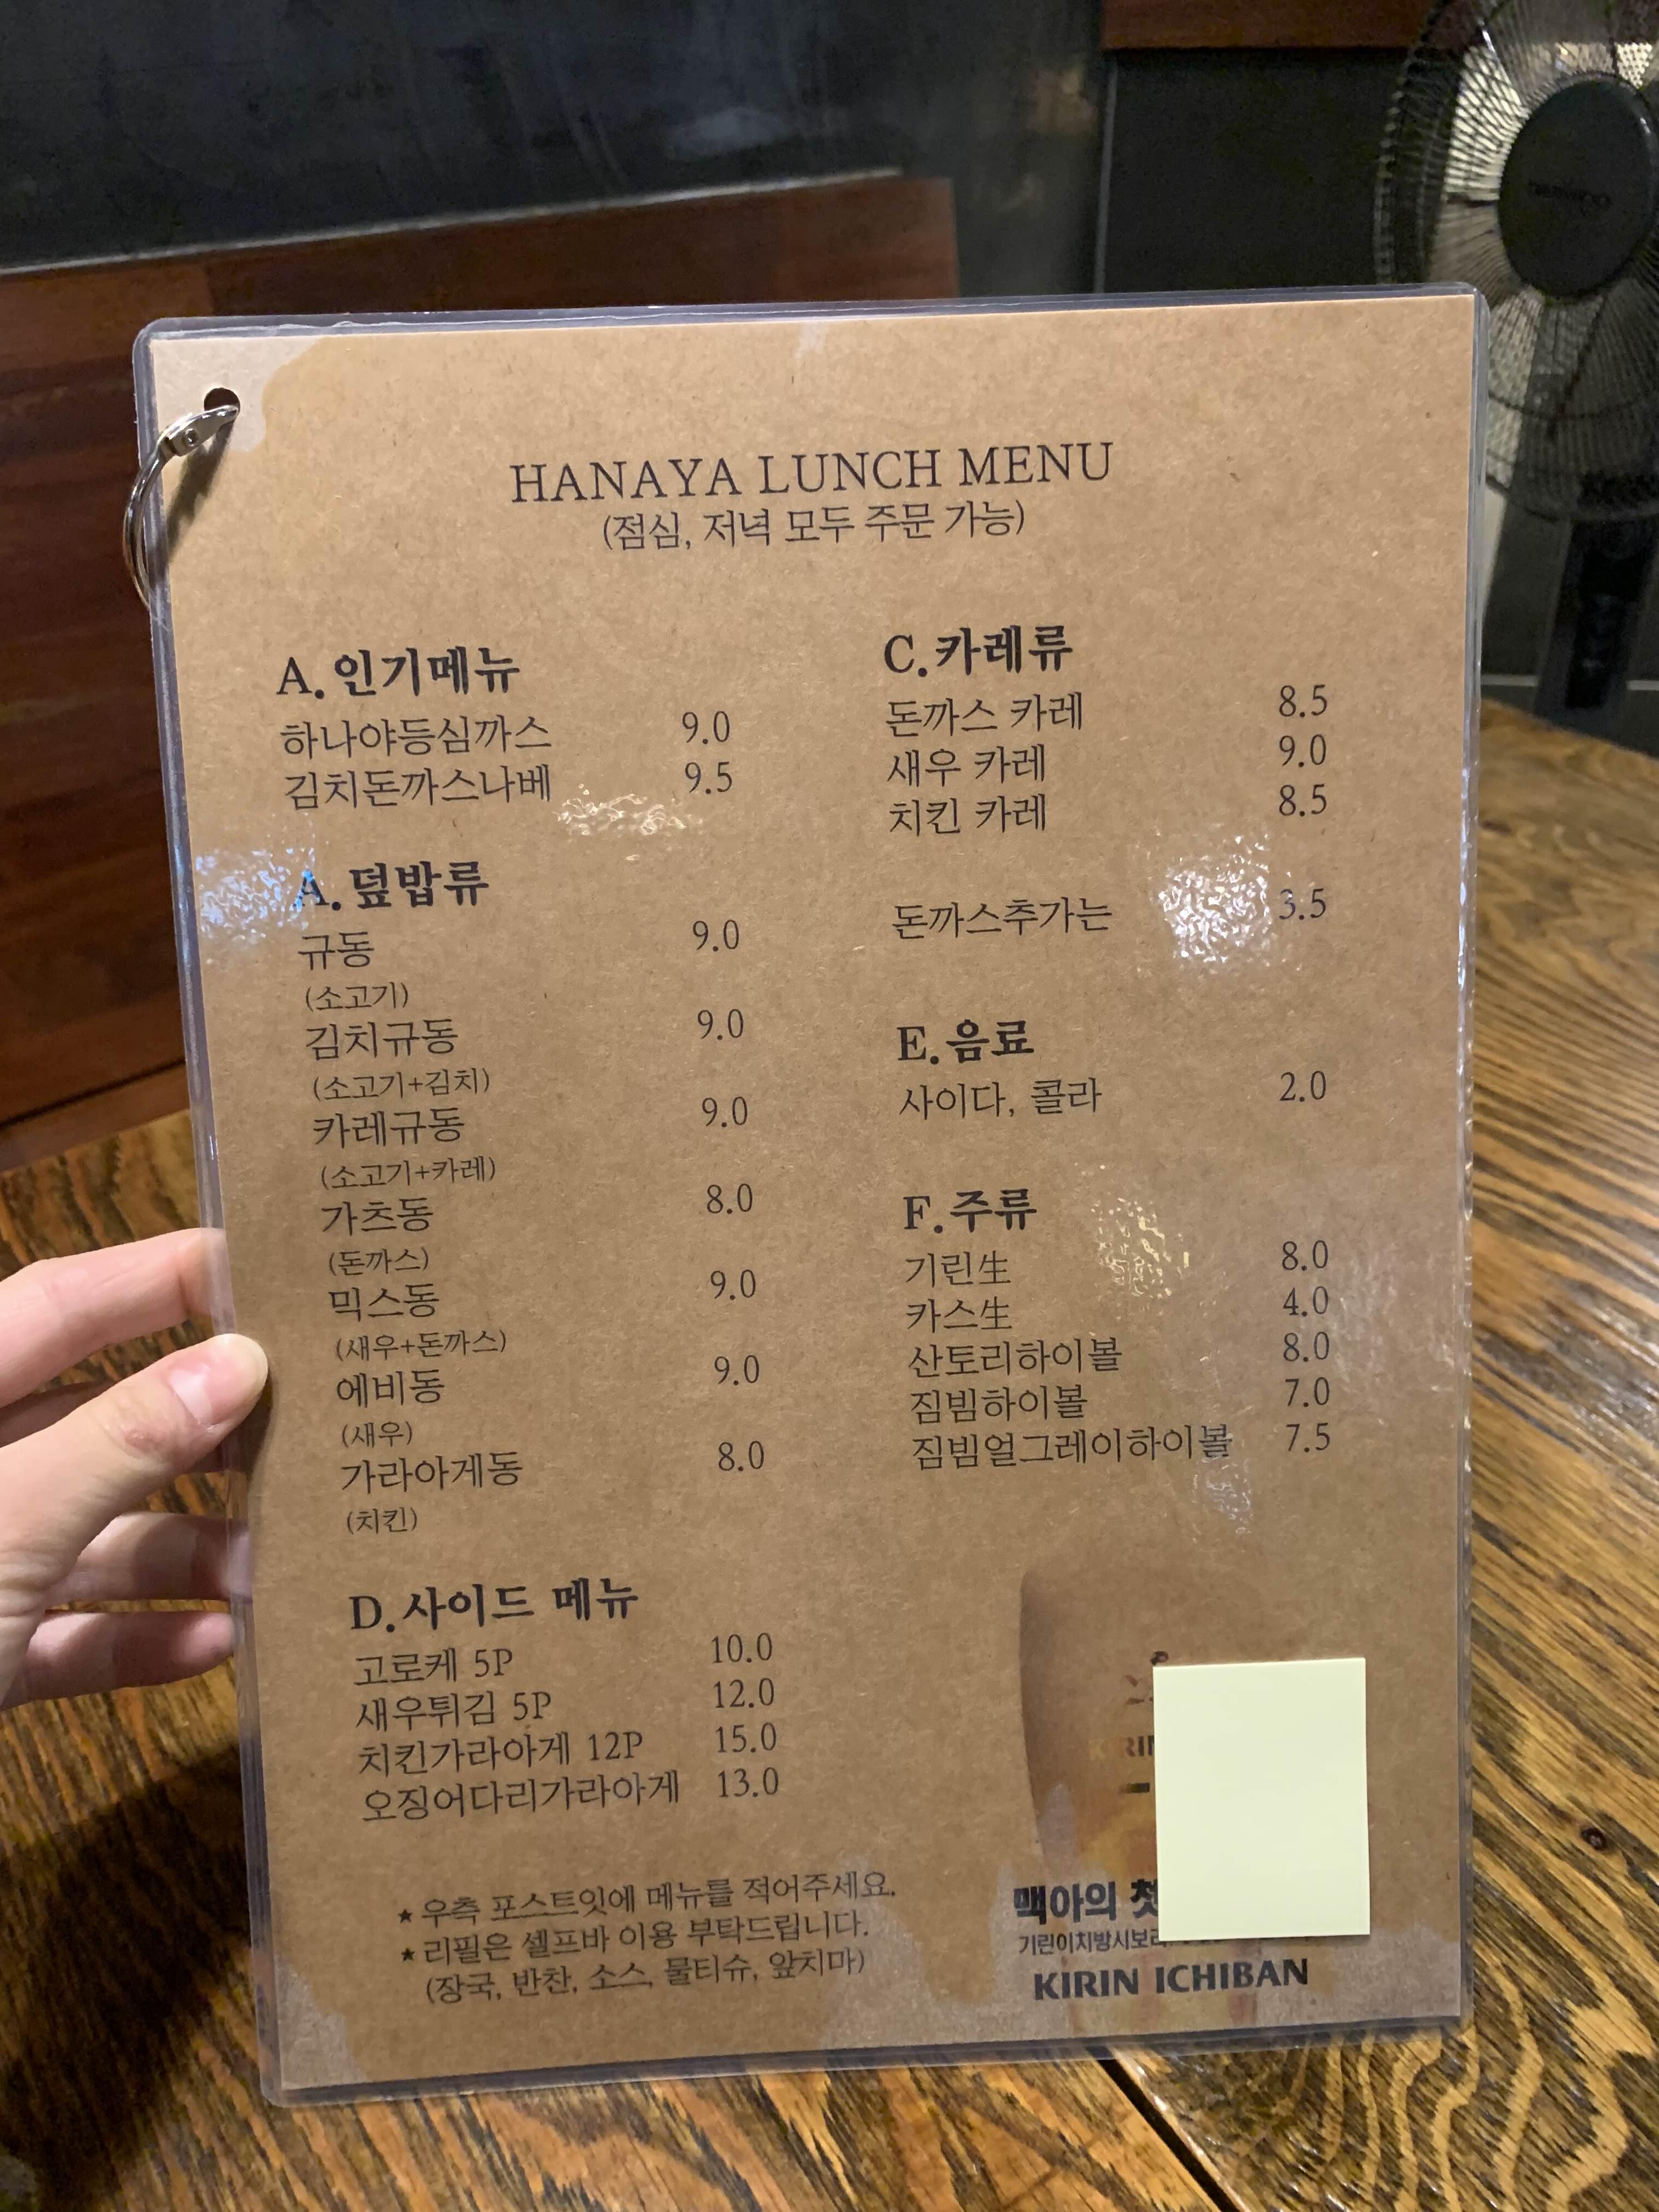 HANAYA LUNCH MENU
(점심, 저녁 모두 주문 가능)
A. 인기메뉴
하나야등심까스 9.0
김치돈까스나베 9.5
A. 덮밥류
규동 9.0
(소고기)
김치규동 9.0
(소고기+김치)
카레규동 9.0
(소고기+카레)
가츠동 8.0
(돈까스)
믹스동 9.0
(새우+돈까스)
에비동 9.0
(새우)
가라아게동 8.0
(치킨)
D. 사이드 메뉴
고로케 5P 10.0
새우튀김 5P 12.0
치킨가라아게 12P 15.0
오징어다리가라아게 13.0
★ 우측 포스트잇에 메뉴를 적어주세요.
★ 리필은 셀프바 이용 부탁드립니다.
(장국, 반찬, 소스, 물티슈, 앞치마)
C. 카레류
돈까스 카레 8.5
새우 카레 9.0
치킨 카레 8.5
돈까스추가는 3.5
E. 음료
사이다, 콜라 2.0
F. 주류
기린生 8.0
카스生 4.0
산토리하이볼 8.0
짐빔하이볼 7.0
짐빔얼그레이하이볼 7.5
맥아의 첫
KIRIN ICHIBAN